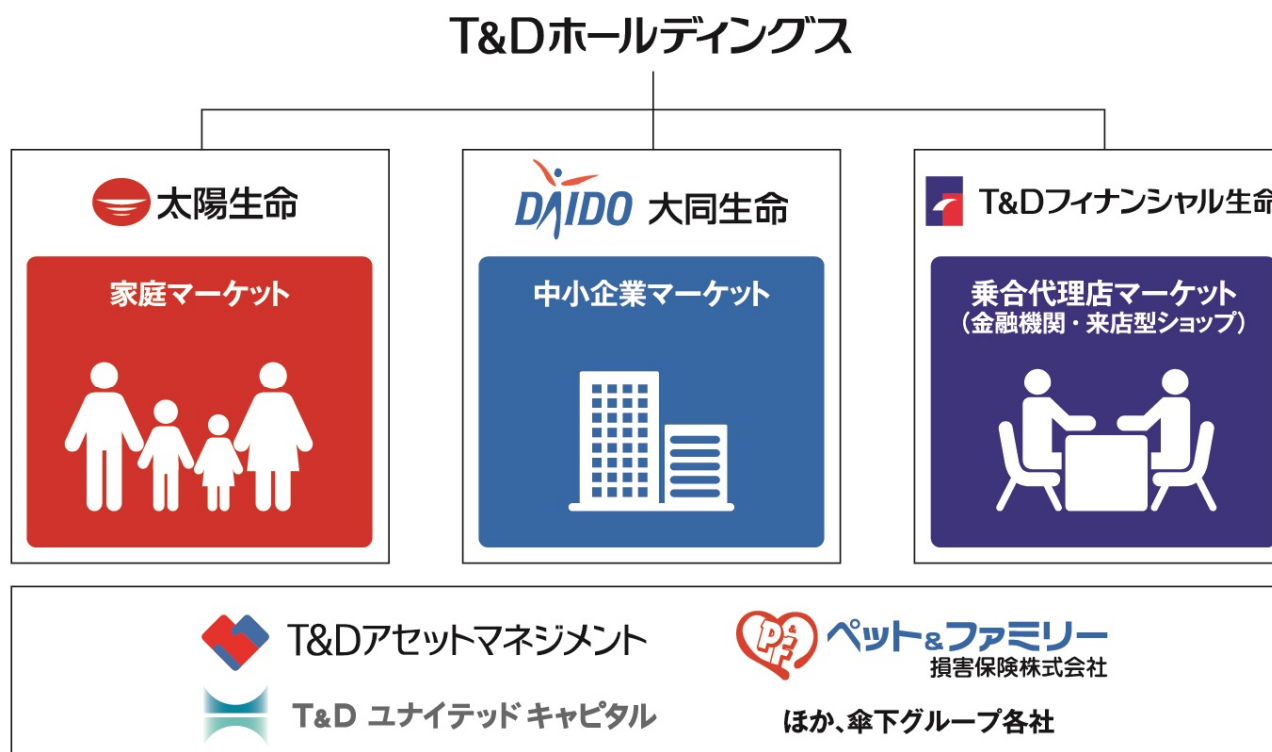 T&Dホールディングス
太陽生命
家庭マーケット
DAIDO 大同生命
中小企業マーケット
T&Dフィナンシャル生命
乗合代理店マーケット
(金融機関・来店型ショップ)
T&Dアセットマネジメント
P&F ペット&ファミリー
損害保険株式会社
T&D ユナイテッド キャピタル
ほか、傘下グループ各社